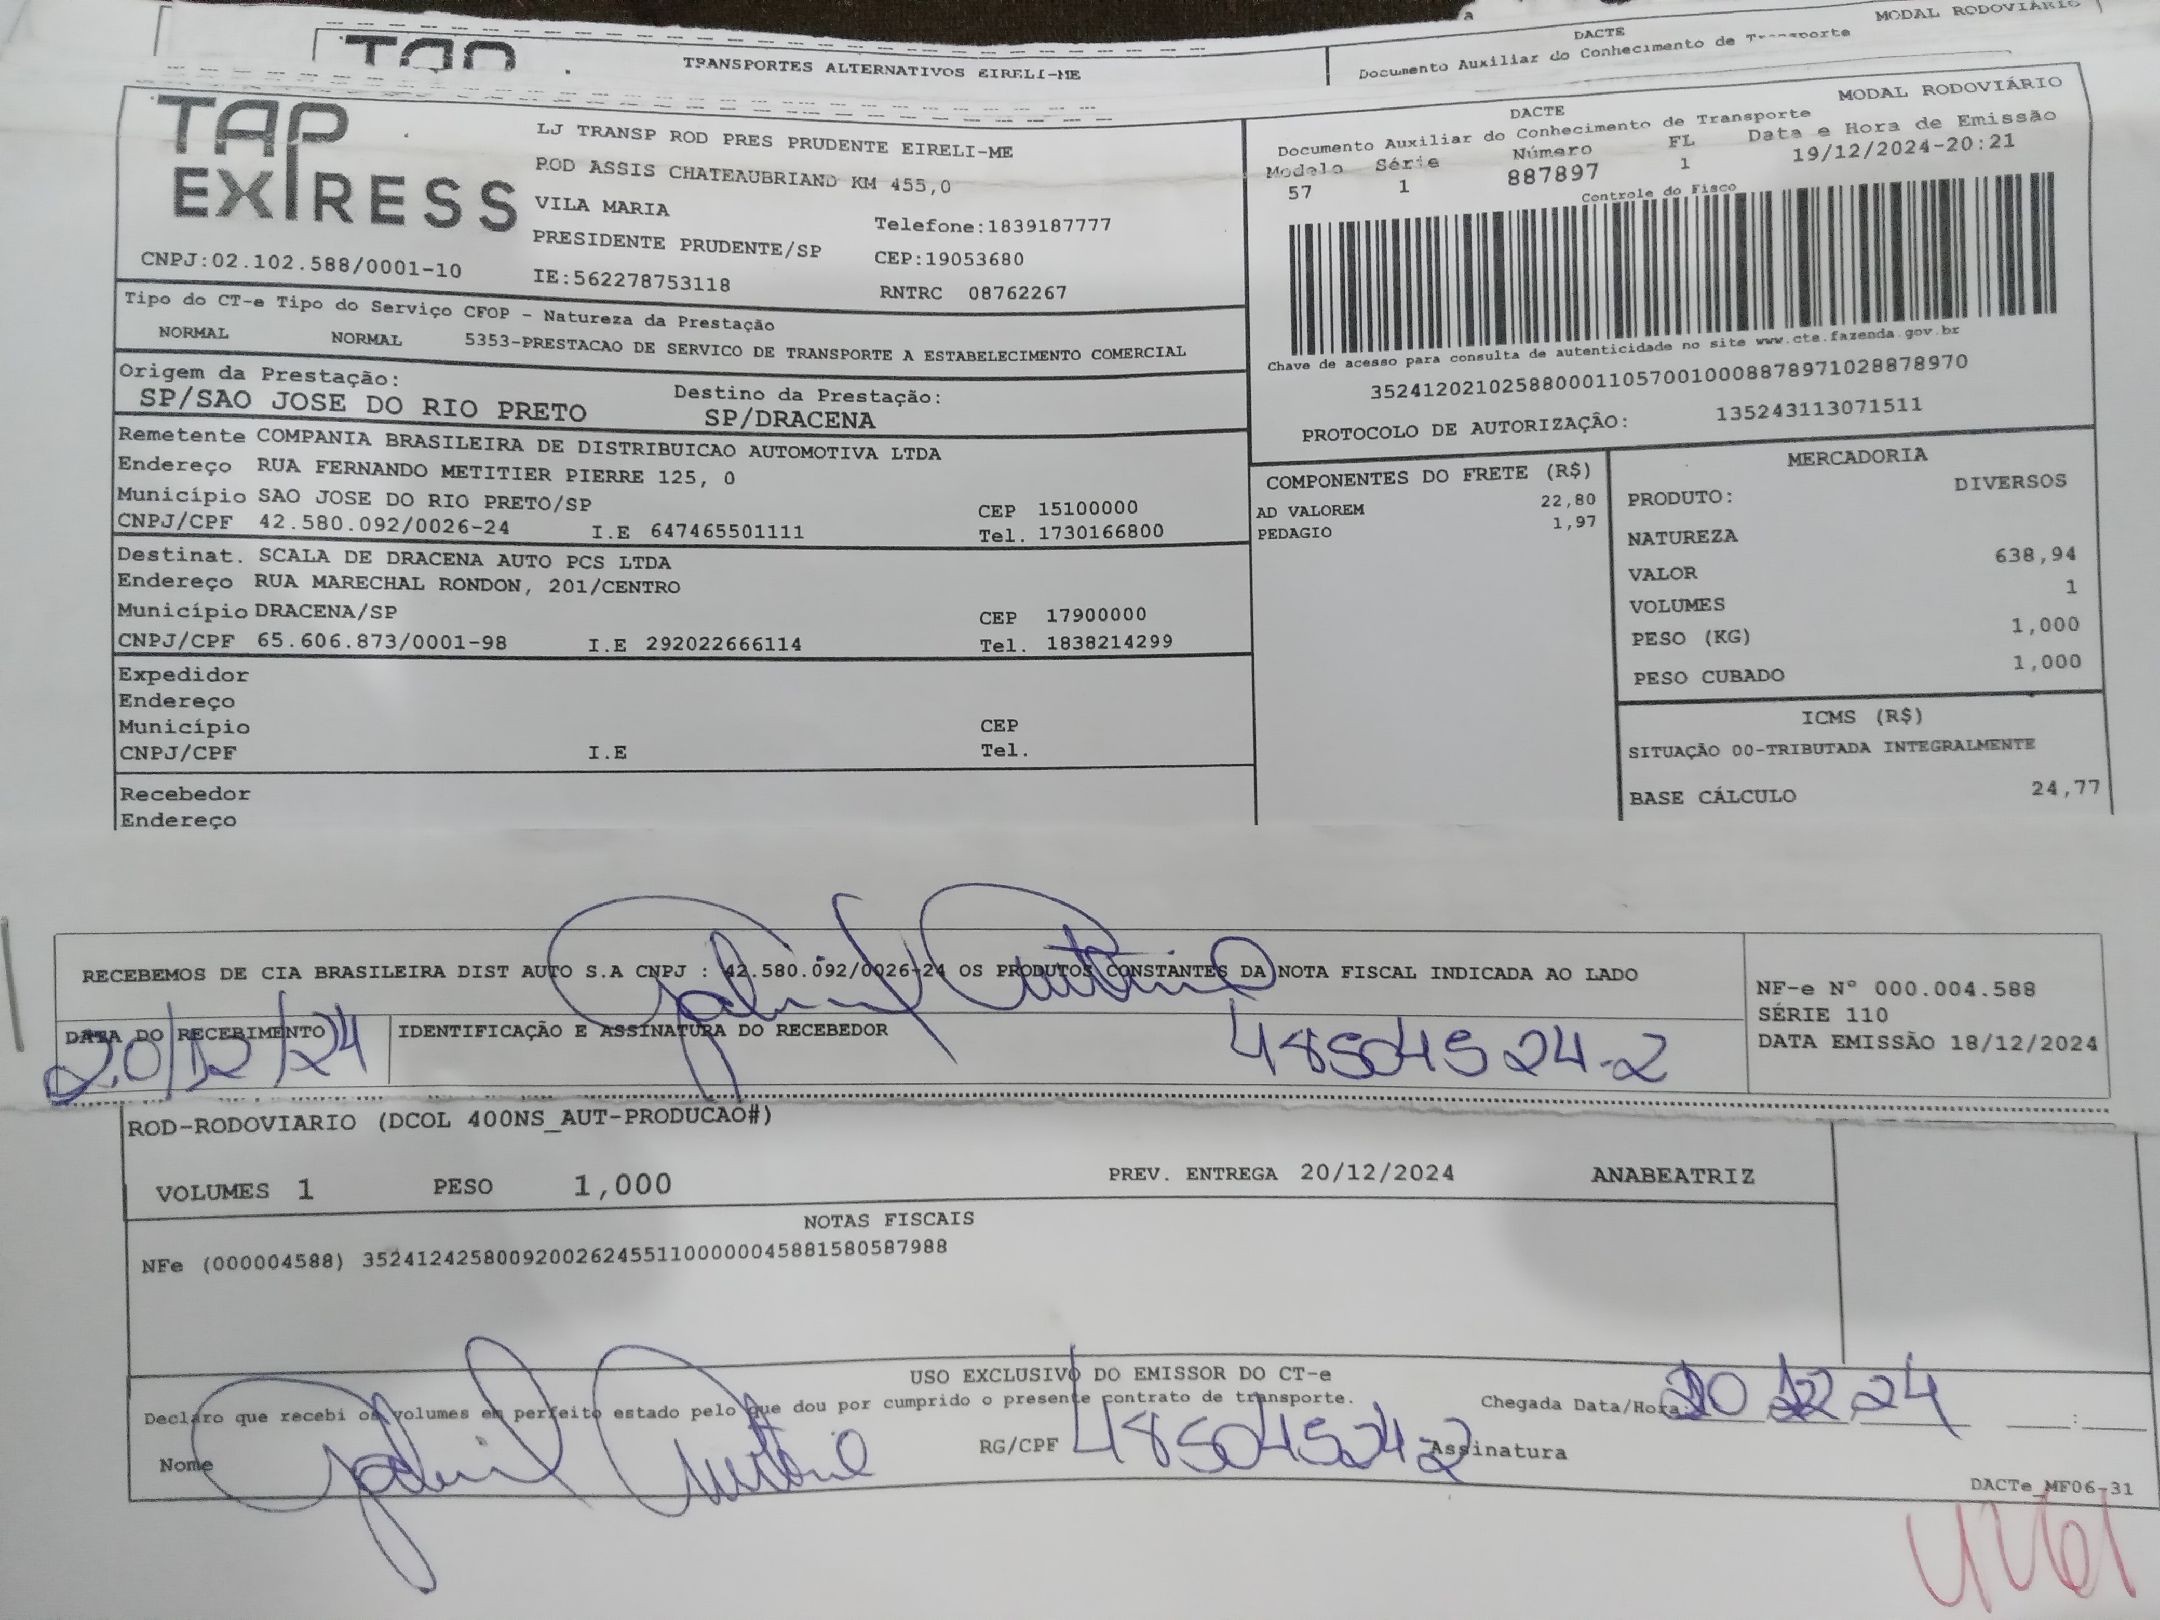 TRANSPORTES ALTERNATIVOS EIRELI-ME
DACTE
MODAL RODOVIÁRIO
Documento Auxiliar do Conhecimento de Transporte
TAP EXPRESS
CNPJ:02.102.588/0001-10
LJ TRANSP ROD PRES PRUDENTE EIRELI-ME
ROD ASSIS CHATEAUBRIAND KM 455,0
VILA MARIA
Telefone:1839187777
PRESIDENTE PRUDENTE/SP
CEP:19053680
IE:562278753118
RNTRC 08762267
DACTE
MODAL RODOVIÁRIO
Documento Auxiliar do Conhecimento de Transporte
Modelo Série Número FL Data e Hora de Emissão
57 1 887897 1 19/12/2024-20:21
Controle do Fisco
Chave de acesso para consulta de autenticidade no site www.cte.fazenda.gov.br
35241202102588000110570010008878971028878970
PROTOCOLO DE AUTORIZAÇÃO: 135243113071511
Tipo do CT-e Tipo do Serviço CFOP - Natureza da Prestação
NORMAL NORMAL 5353-PRESTACAO DE SERVICO DE TRANSPORTE A ESTABELECIMENTO COMERCIAL
Origem da Prestação: Destino da Prestação:
SP/SAO JOSE DO RIO PRETO SP/DRACENA
Remetente COMPANIA BRASILEIRA DE DISTRIBUICAO AUTOMOTIVA LTDA
Endereço RUA FERNANDO METITIER PIERRE 125, 0
Município SAO JOSE DO RIO PRETO/SP CEP 15100000
CNPJ/CPF 42.580.092/0026-24 I.E 647465501111 Tel. 1730166800
Destinat. SCALA DE DRACENA AUTO PCS LTDA
Endereço RUA MARECHAL RONDON, 201/CENTRO
Município DRACENA/SP CEP 17900000
CNPJ/CPF 65.606.873/0001-98 I.E 292022666114 Tel. 1838214299
Expedidor
Endereço
Município CEP
CNPJ/CPF I.E Tel.
Recebedor
Endereço
COMPONENTES DO FRETE (R$)
AD VALOREM 22,80
PEDAGIO 1,97
MERCADORIA
PRODUTO: DIVERSOS
NATUREZA
VALOR 638,94
VOLUMES 1
PESO (KG) 1,000
PESO CUBADO 1,000
ICMS (R$)
SITUAÇÃO 00-TRIBUTADA INTEGRALMENTE
BASE CÁLCULO 24,77
RECEBEMOS DE CIA BRASILEIRA DIST AUTO S.A CNPJ : 42.580.092/0026-24 OS PRODUTOS CONSTANTES DA NOTA FISCAL INDICADA AO LADO
DATA DO RECEBIMENTO
20/12/24
IDENTIFICAÇÃO E ASSINATURA DO RECEBEDOR
Gabriel Antonio
48504524-2
NF-e Nº 000.004.588
SÉRIE 110
DATA EMISSÃO 18/12/2024
ROD-RODOVIARIO (DCOL 400NS_AUT-PRODUCAO#)
VOLUMES 1 PESO 1,000 PREV. ENTREGA 20/12/2024 ANABEATRIZ
NOTAS FISCAIS
NFe (000004588) 35241242580092002624551100000045881580587988
USO EXCLUSIVO DO EMISSOR DO CT-e
Declaro que recebi os volumes em perfeito estado pelo que dou por cumprido o presente contrato de transporte.
Chegada Data/Hora 20 12 24 :
Nome Gabriel Antonio RG/CPF 485045242 Assinatura
DACTe_MF06-31